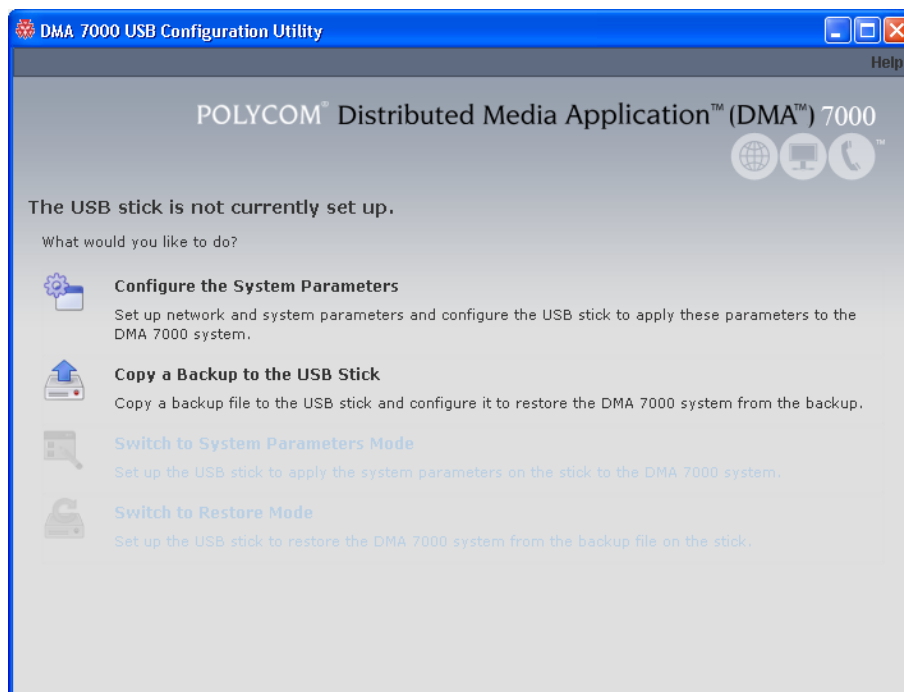 DMA 7000 USB Configuration Utility
Help
POLYCOM® Distributed Media Application™ (DMA™) 7000
™
The USB stick is not currently set up.
What would you like to do?
Configure the System Parameters
Set up network and system parameters and configure the USB stick to apply these parameters to the
DMA 7000 system.
Copy a Backup to the USB Stick
Copy a backup file to the USB stick and configure it to restore the DMA 7000 system from the backup.
Switch to System Parameters Mode
Set up the USB stick to apply the system parameters on the stick to the DMA 7000 system.
Switch to Restore Mode
Set up the USB stick to restore the DMA 7000 system from the backup file on the stick.